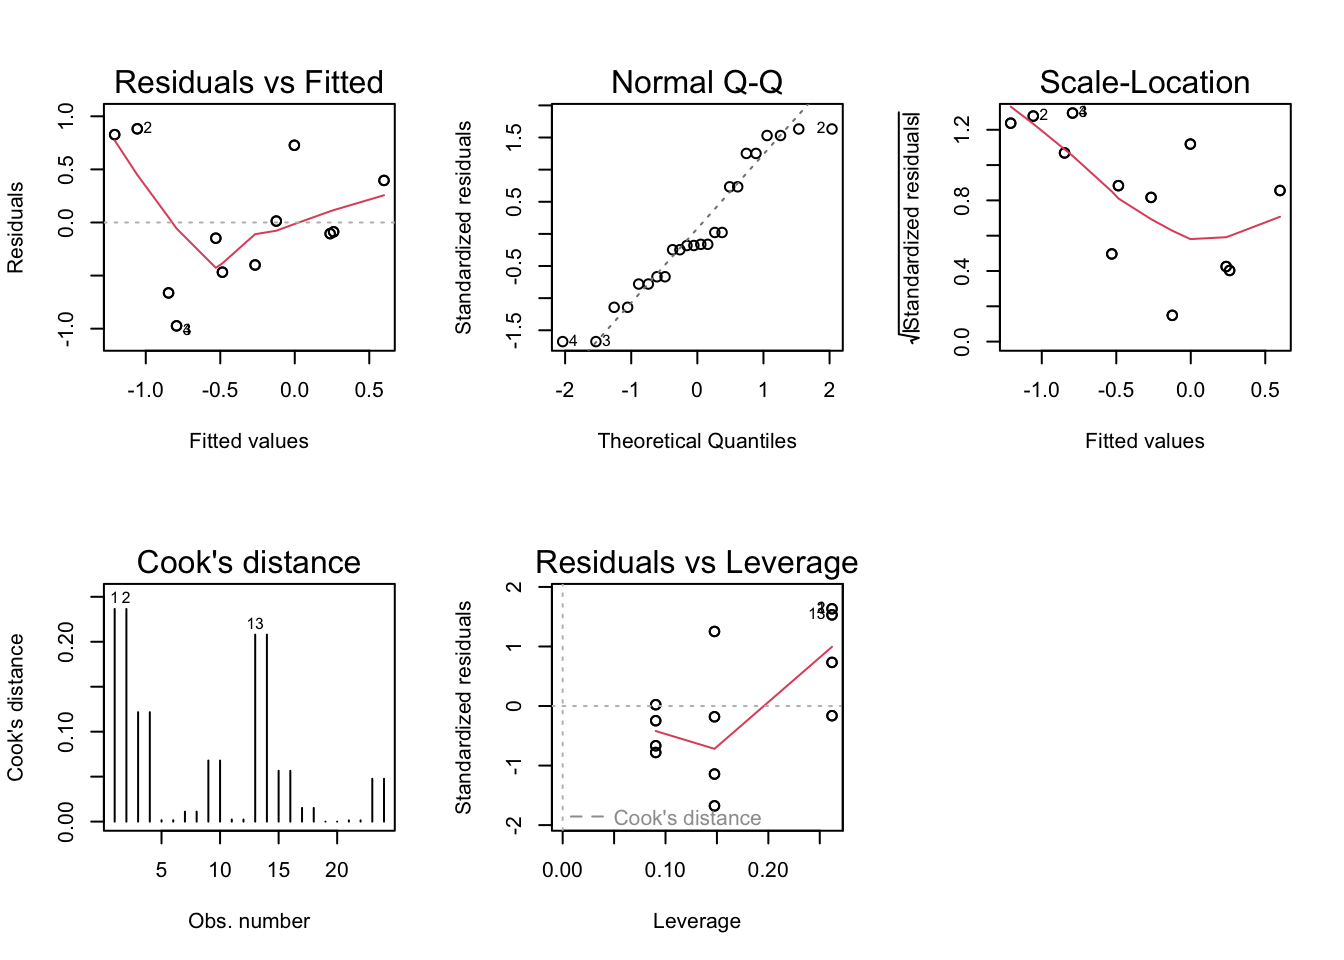 Residuals vs Fitted
Residuals
1.0
0.5
0.0
-1.0
2
-1.0 -0.5 0.0 0.5
Fitted values
Normal Q-Q
Standardized residuals
1.5
0.5
-0.5
-1.5
2
4
3
-2 -1 0 1 2
Theoretical Quantiles
Scale-Location
√|Standardized residuals|
1.2
0.8
0.4
0.0
2
-1.0 -0.5 0.0 0.5
Fitted values
Cook's distance
Cook's distance
0.20
0.10
0.00
1 2
13
5 10 15 20
Obs. number
Residuals vs Leverage
Standardized residuals
2
1
0
-1
-2
13
Cook's distance
0.00 0.10 0.20
Leverage